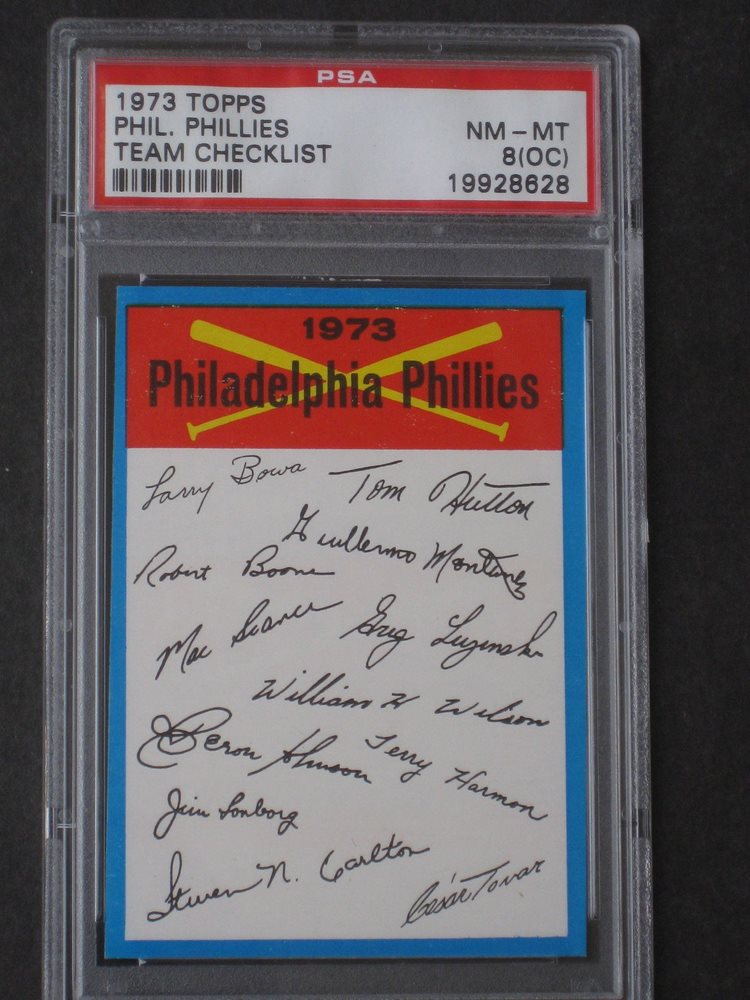 PSA
1973 TOPPS
PHIL. PHILLIES NM-MT
TEAM CHECKLIST 8(OC)
19928628
1973
Philadelphia Phillies
Larry Bowa Tom Hutton
Guillermo Montanez
Robert Boone
Mac Scarce Greg Luzinski
William H Wilson
Deron Johnson Terry Harmon
Jim Lonborg
Steven N. Carlton
César Tovar